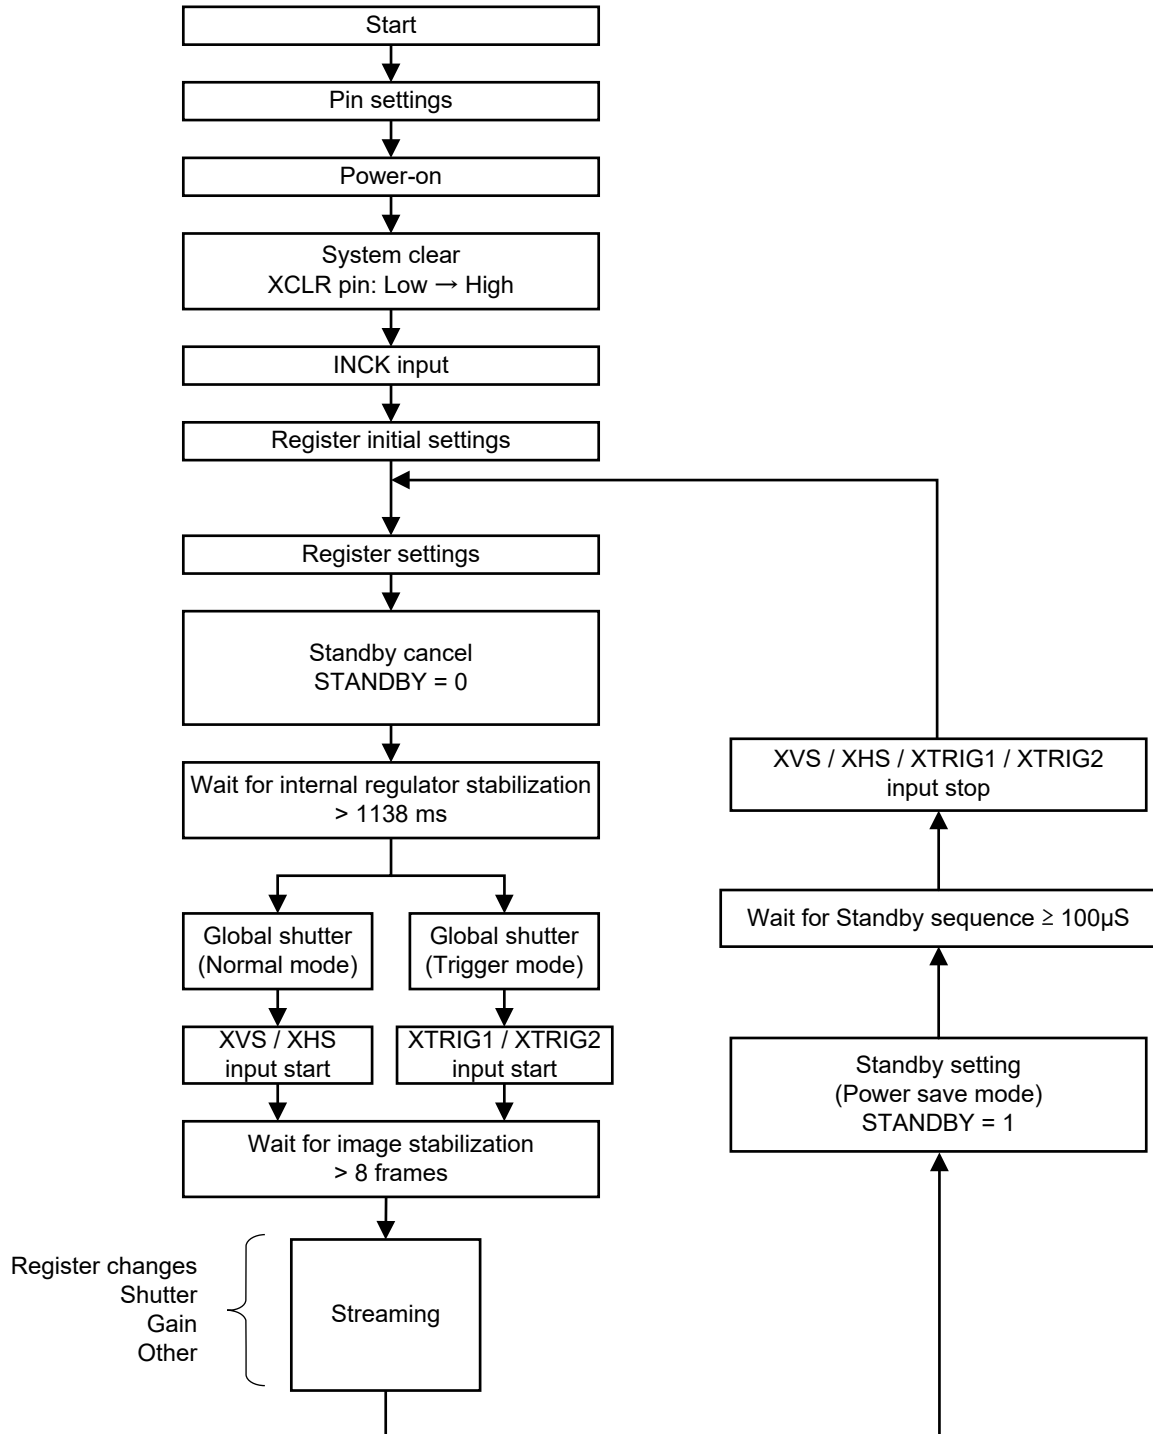 Start
Pin settings
Power-on
System clear
XCLR pin: Low → High
INCK input
Register initial settings
Register settings
Standby cancel
STANDBY = 0
Wait for internal regulator stabilization
> 1138 ms
Global shutter
(Normal mode)
Global shutter
(Trigger mode)
XVS / XHS
input start
XTRIG1 / XTRIG2
input start
Wait for image stabilization
> 8 frames
Register changes
Shutter
Gain
Other
Streaming
Standby setting
(Power save mode)
STANDBY = 1
Wait for Standby sequence ≥ 100µS
XVS / XHS / XTRIG1 / XTRIG2
input stop